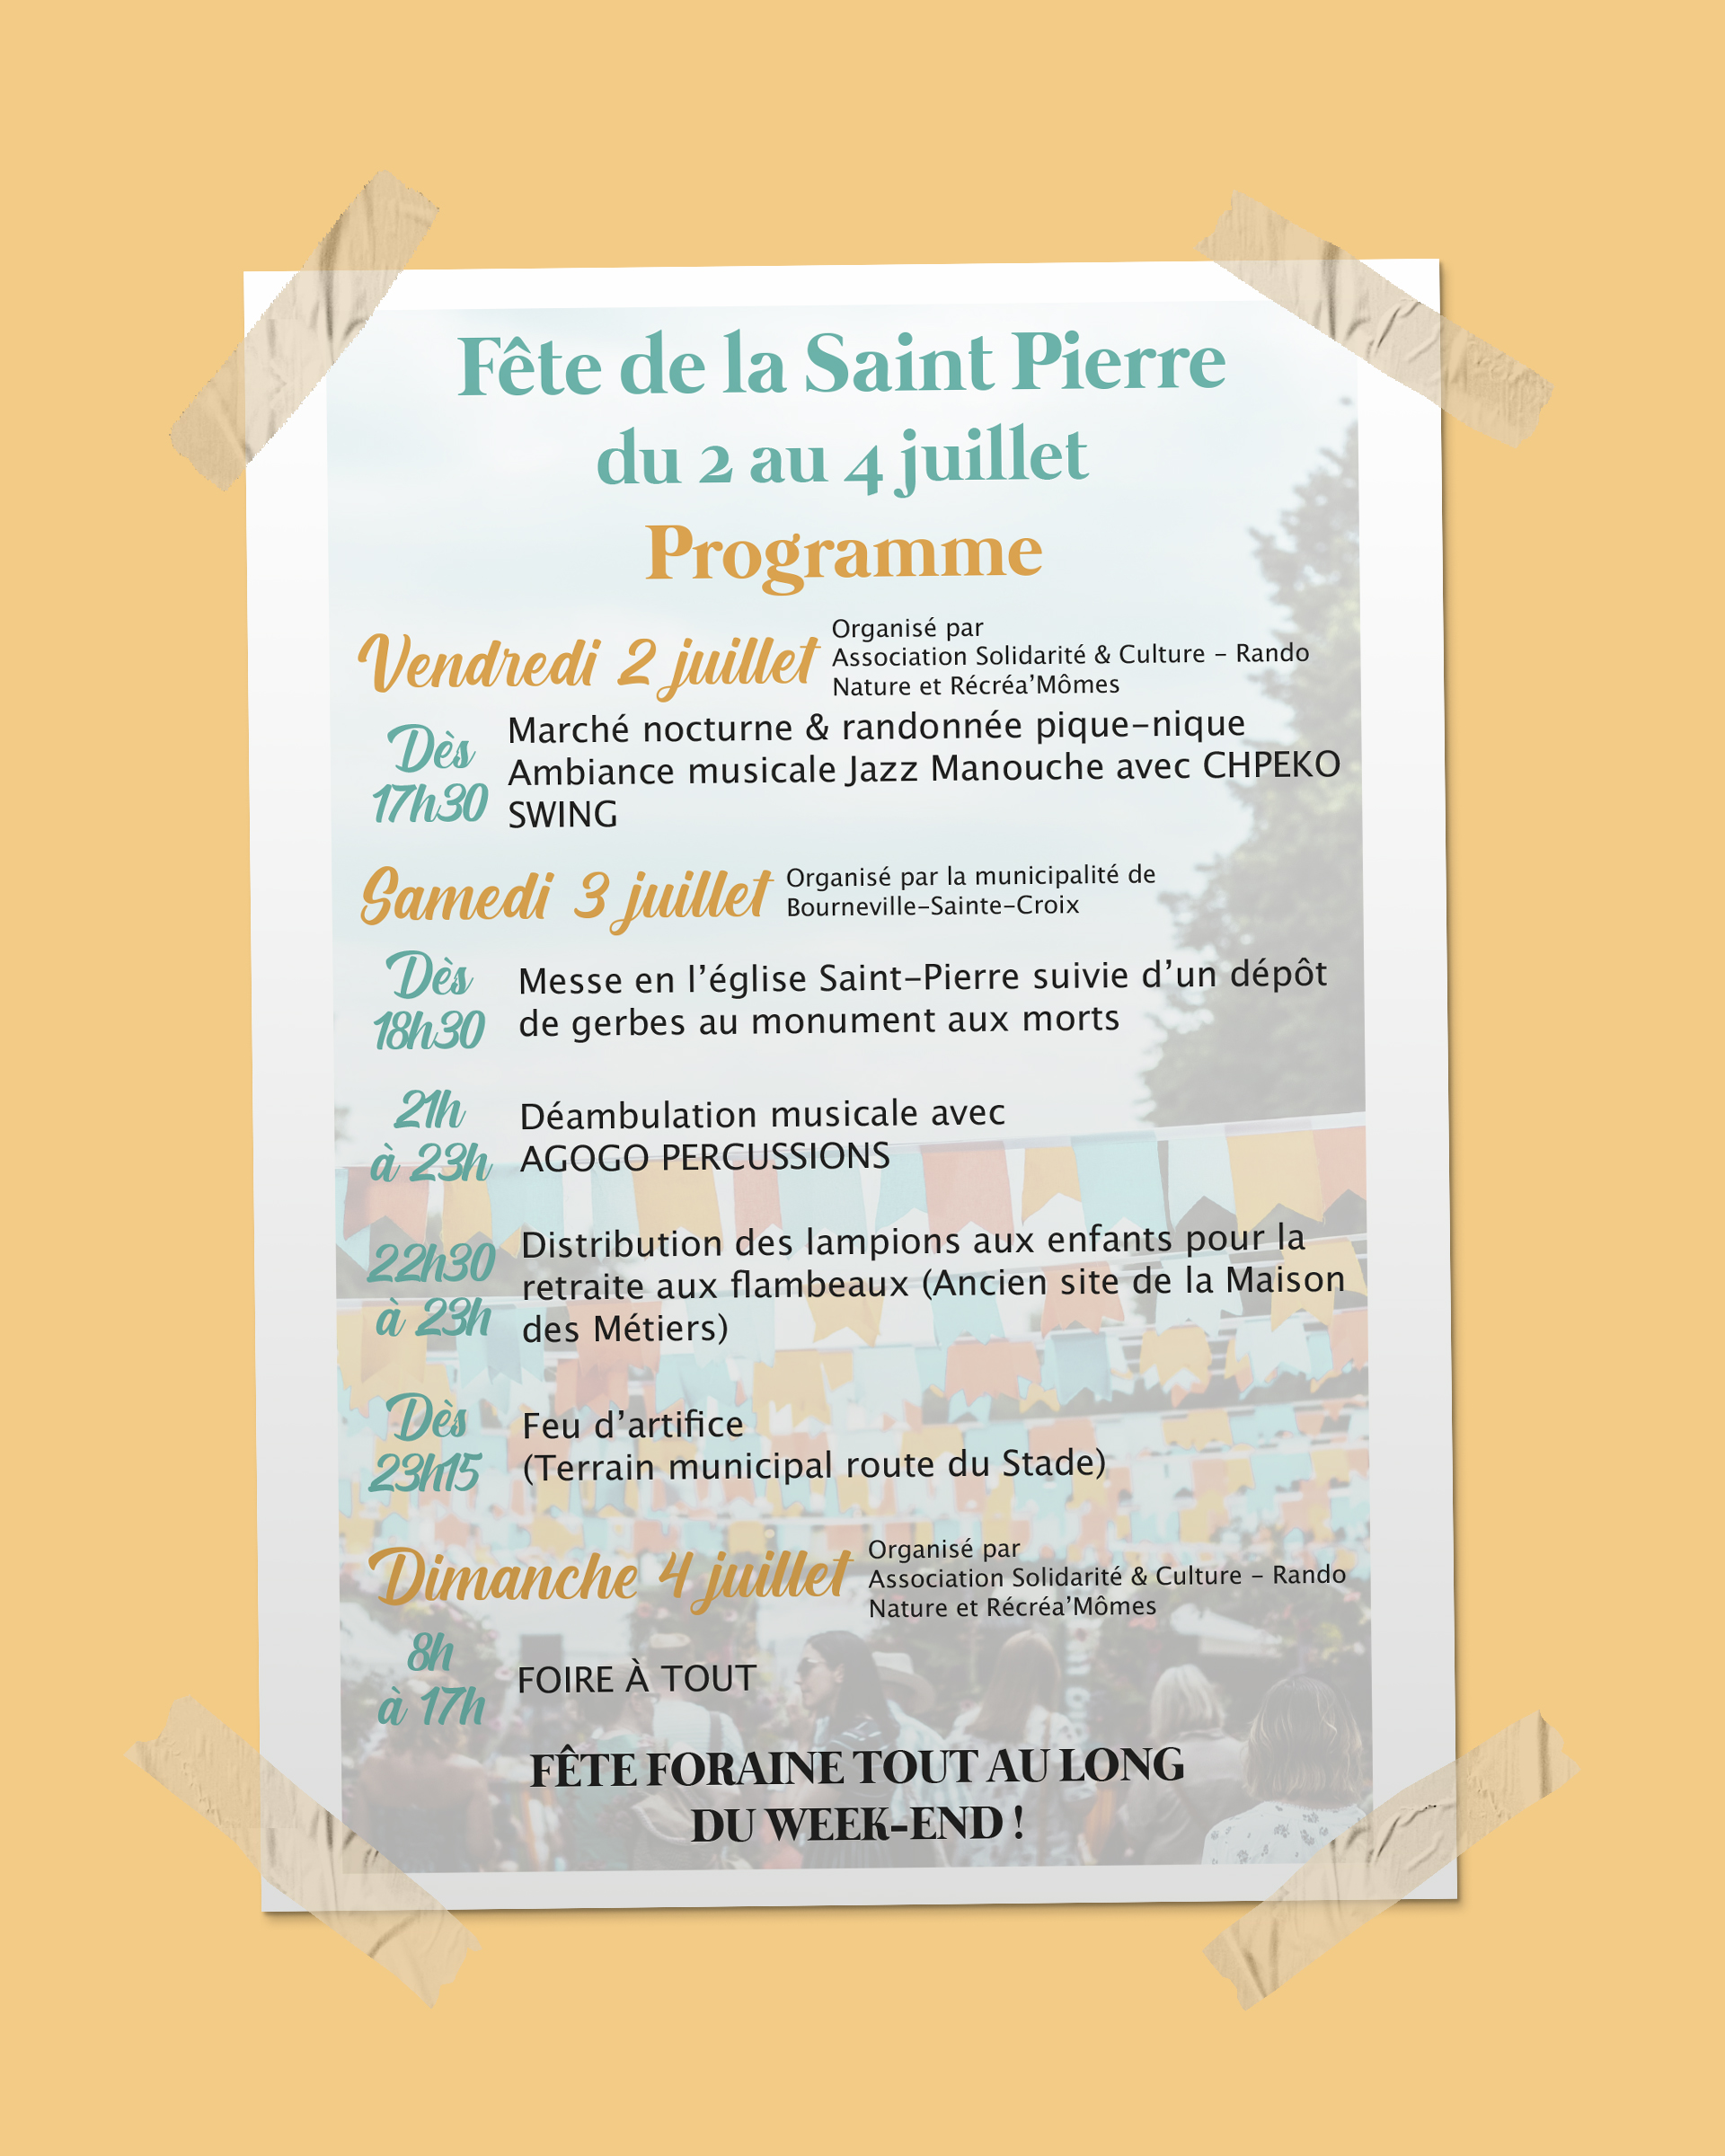 Fête de la Saint Pierre
du 2 au 4 juillet
Programme
Vendredi 2 juillet
Organisé par
Association Solidarité & Culture - Rando
Nature et Récréa’Mômes
Dès
17h30
Marché nocturne & randonnée pique-nique
Ambiance musicale Jazz Manouche avec CHPEKO
SWING
Samedi 3 juillet
Organisé par la municipalité de
Bourneville-Sainte-Croix
Dès
18h30
Messe en l’église Saint-Pierre suivie d’un dépôt
de gerbes au monument aux morts
21h
à 23h
Déambulation musicale avec
AGOGO PERCUSSIONS
22h30
à 23h
Distribution des lampions aux enfants pour la
retraite aux flambeaux (Ancien site de la Maison
des Métiers)
Dès
23h15
Feu d’artifice
(Terrain municipal route du Stade)
Dimanche 4 juillet
Organisé par
Association Solidarité & Culture - Rando
Nature et Récréa’Mômes
8h
à 17h
FOIRE À TOUT
FÊTE FORAINE TOUT AU LONG
DU WEEK-END !